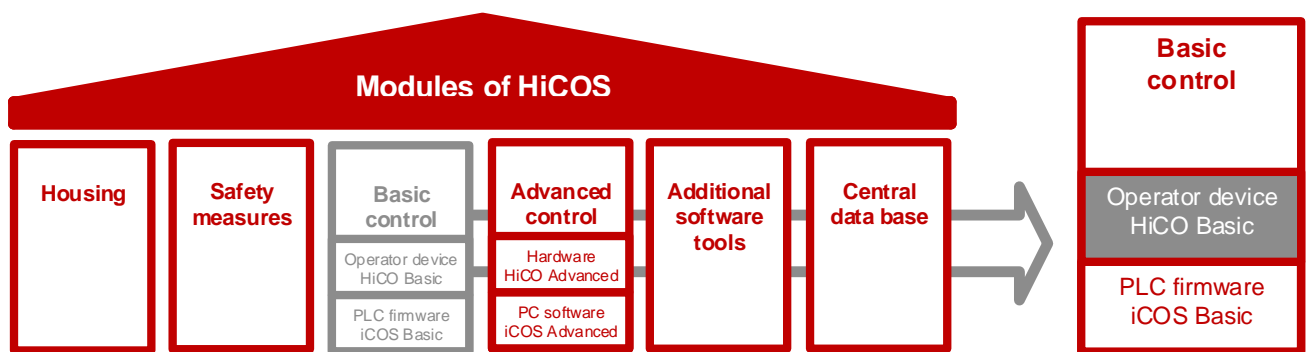 Modules of HiCOS
Housing
Safety
measures
Basic
control
Operator device
HiCO Basic
PLC firmware
iCOS Basic
Advanced
control
Hardware
HiCO Advanced
PC software
iCOS Advanced
Additional
software
tools
Central
data base
Basic
control
Operator device
HiCO Basic
PLC firmware
iCOS Basic